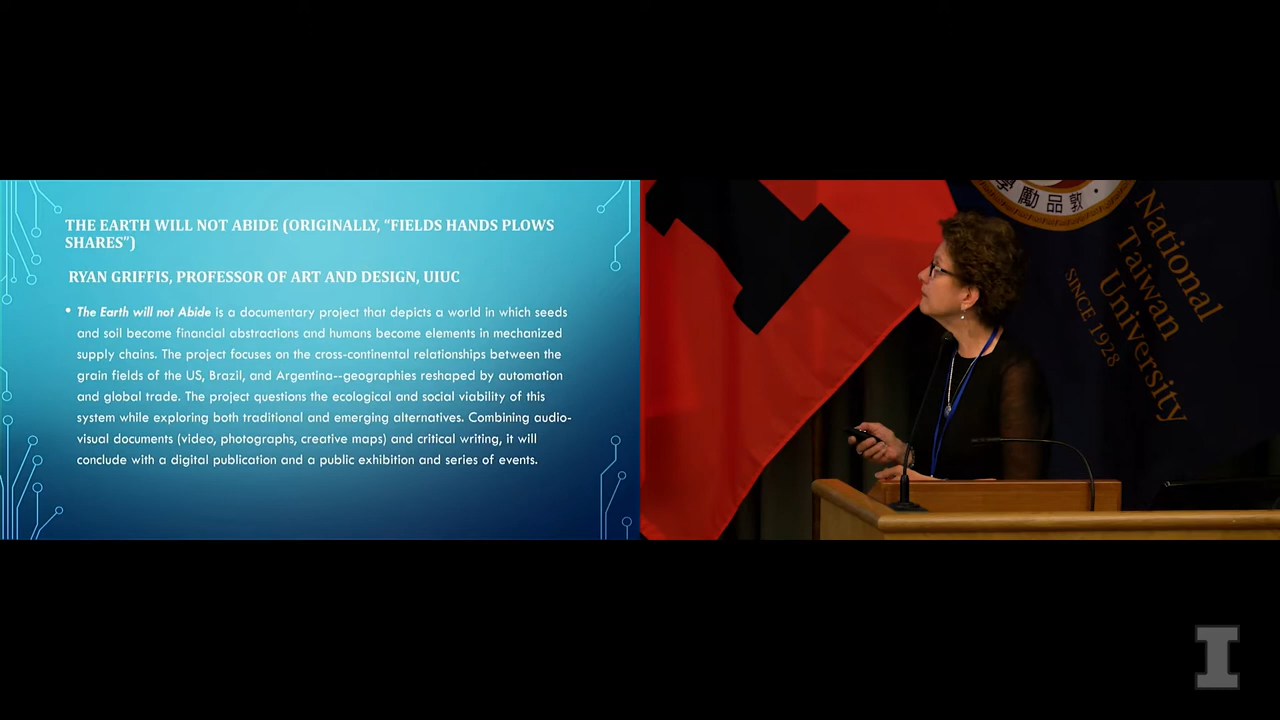 THE EARTH WILL NOT ABIDE (ORIGINALLY, “FIELDS HANDS PLOWS
SHARES”)
RYAN GRIFFIS, PROFESSOR OF ART AND DESIGN, UIUC
• The Earth will not Abide is a documentary project that depicts a world in which seeds
and soil become financial abstractions and humans become elements in mechanized
supply chains. The project focuses on the cross-continental relationships between the
grain fields of the US, Brazil, and Argentina--geographies reshaped by automation
and global trade. The project questions the ecological and social viability of this
system while exploring both traditional and emerging alternatives. Combining audio-
visual documents (video, photographs, creative maps) and critical writing, it will
conclude with a digital publication and a public exhibition and series of events.
學勵品敦
National
Taiwan
University
SINCE 1928
I
I